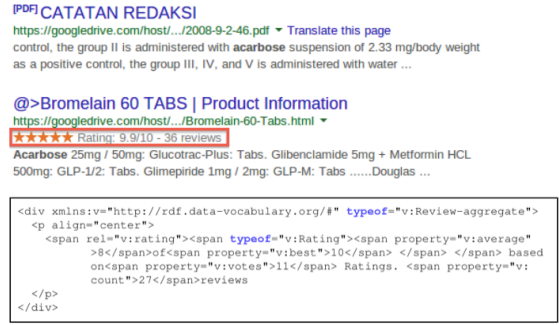 [PDF] CATATAN REDAKSI
https://googledrive.com/host/.../2008-9-2-46.pdf ▼ Translate this page
control, the group II is administered with acarbose suspension of 2.33 mg/body weight
as a positive control, the group III, IV, and V is administered with water ...
@>Bromelain 60 TABS | Product Information
https://googledrive.com/host/.../Bromelain-60-Tabs.html ▼
★★★★★ Rating: 9.9/10 - 36 reviews
Acarbose 25mg / 50mg: Glucotrac-Plus: Tabs. Glibenclamide 5mg + Metformin HCL
500mg: GLP-1/2: Tabs. Glimepiride 1mg / 2mg: GLP-M: Tabs ......Douglas ...
<div xmlns:v="http://rdf.data-vocabulary.org/#" typeof="v:Review-aggregate">
<p align="center">
<span rel="v:rating"><span typeof="v:Rating"><span property="v:average"
>8</span>of<span property="v:best">10</span> </span> </span> based
on<span property="v:votes">11</span> Ratings. <span property="v:
count">27</span>reviews
</p>
</div>